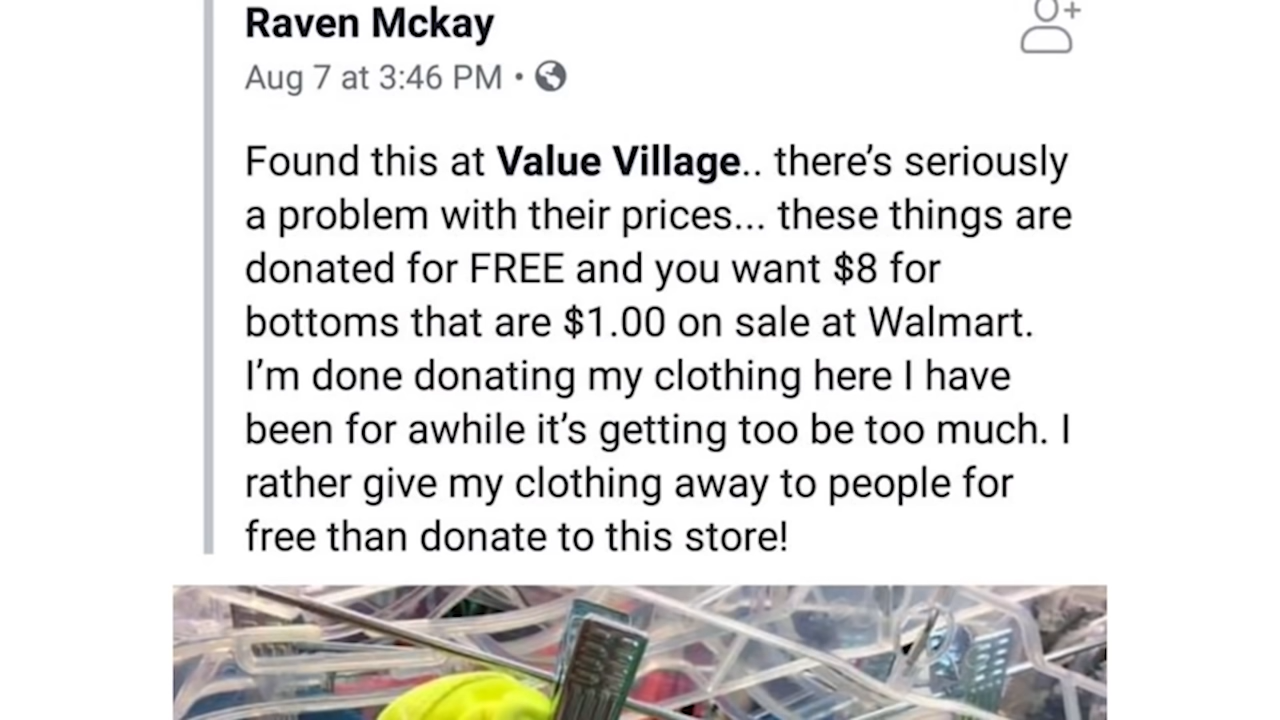 Raven Mckay
Aug 7 at 3:46 PM •
Found this at Value Village.. there's seriously
a problem with their prices... these things are
donated for FREE and you want $8 for
bottoms that are $1.00 on sale at Walmart.
I'm done donating my clothing here I have
been for awhile it's getting too be too much. I
rather give my clothing away to people for
free than donate to this store!